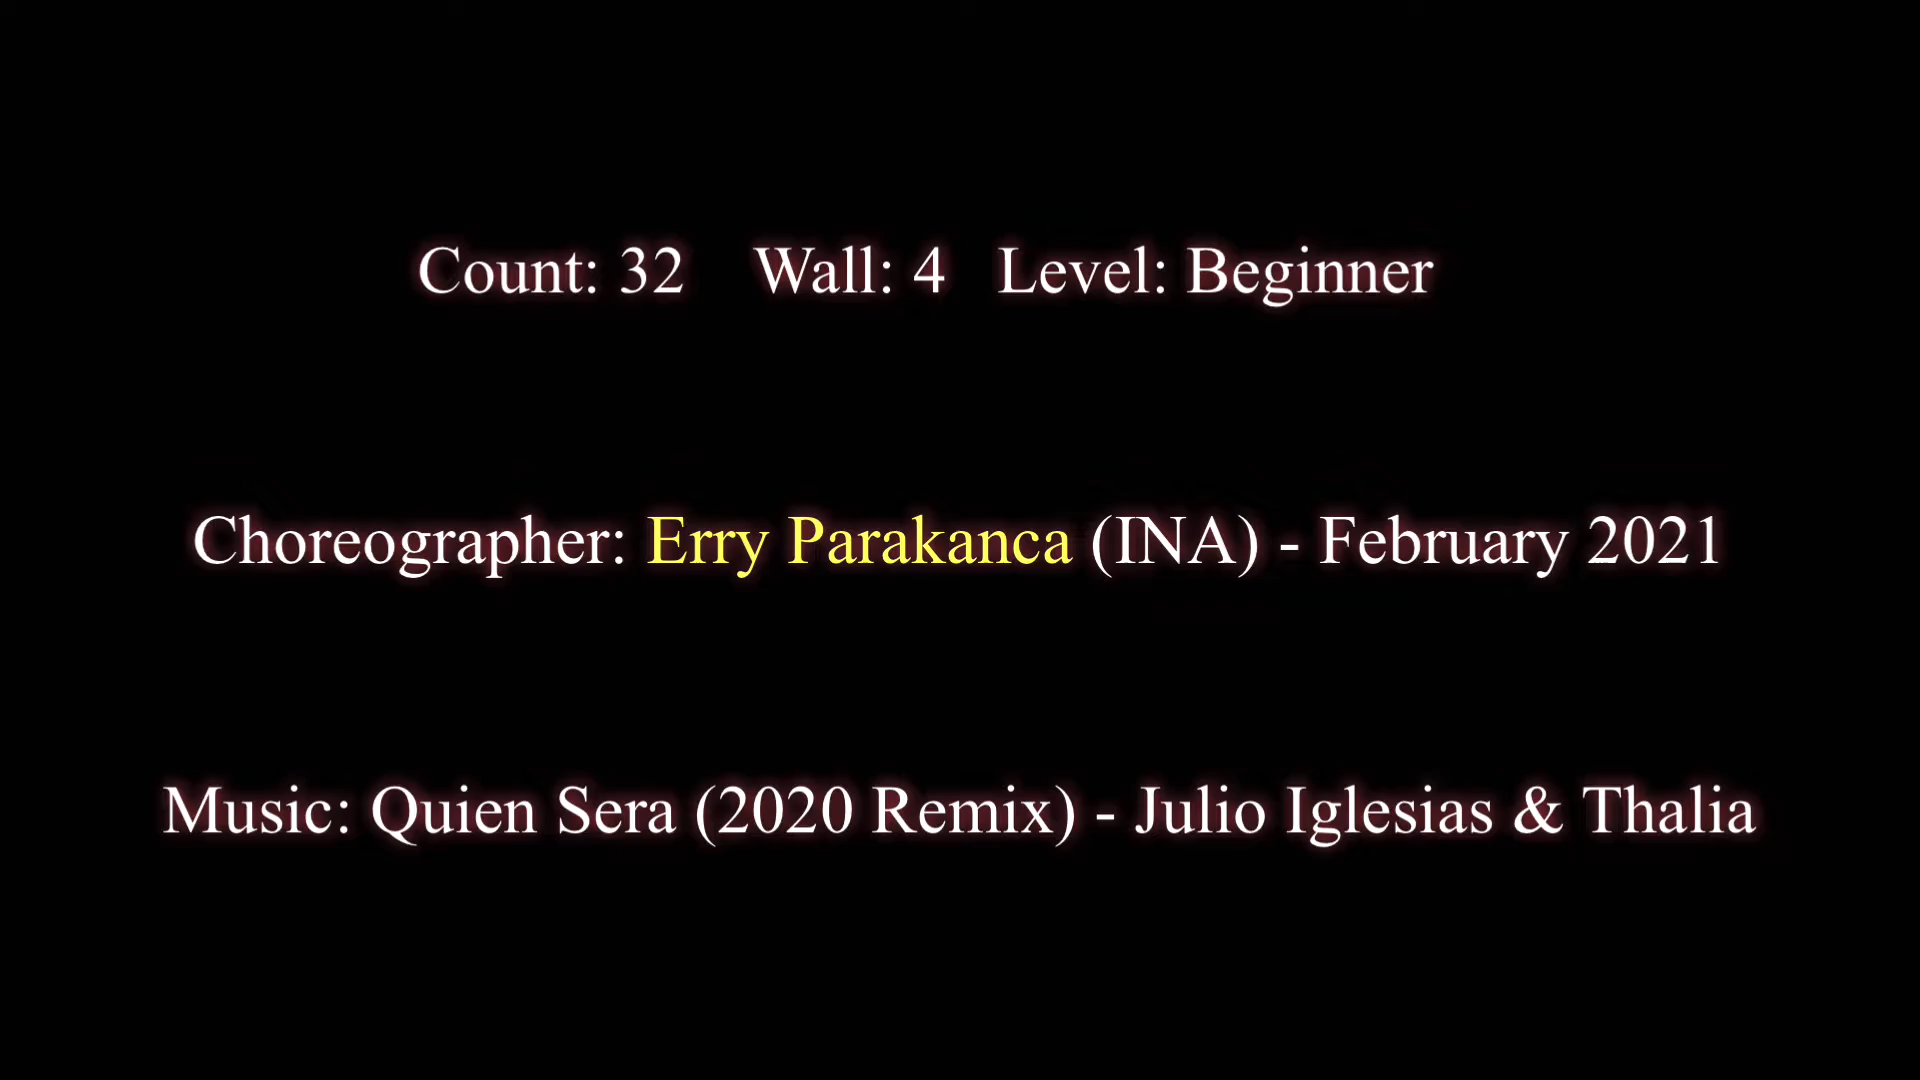 Count: 32 Wall: 4 Level: Beginner
Choreographer: Erry Parakanca (INA) - February 2021
Music: Quien Sera (2020 Remix) - Julio Iglesias & Thalia